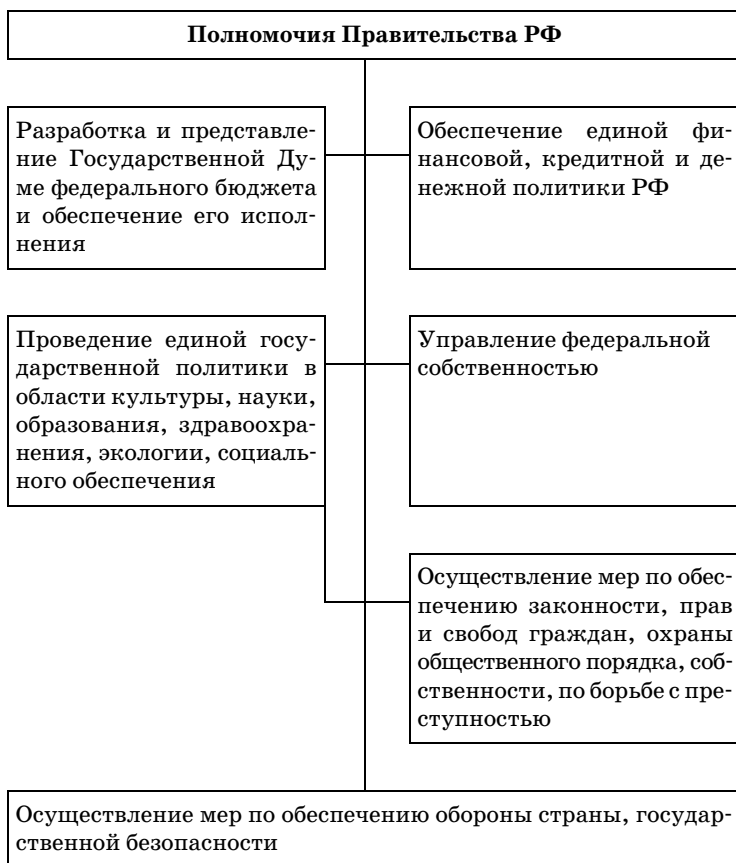 Полномочия Правительства РФ
Разработка и представле-
ние Государственной Ду-
ме федерального бюджета
и обеспечение его испол-
нения
Обеспечение единой фи-
нансовой, кредитной и де-
нежной политики РФ
Проведение единой госу-
дарственной политики в
области культуры, науки,
образования, здравоохра-
нения, экологии, социаль-
ного обеспечения
Управление федеральной
собственностью
Осуществление мер по обес-
печению законности, прав
и свобод граждан, охраны
общественного порядка, соб-
ственности, по борьбе с пре-
ступностью
Осуществление мер по обеспечению обороны страны, государ-
ственной безопасности